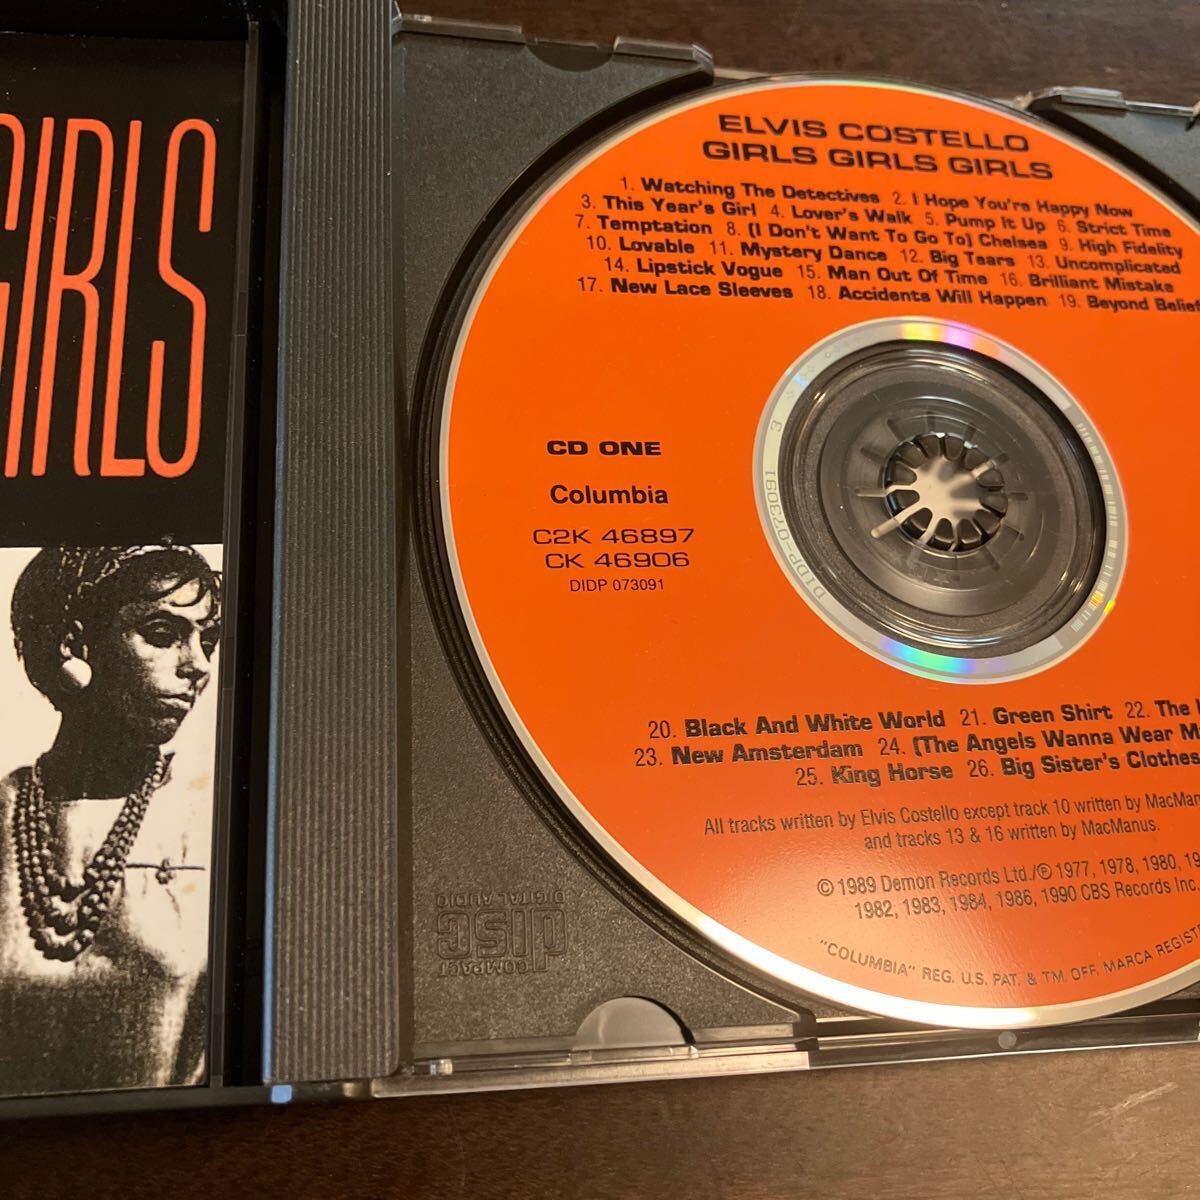 GIRLS
GIRLS
ELVIS COSTELLO
GIRLS GIRLS GIRLS
1. Watching The Detectives 2. I Hope You're Happy Now
3. This Year's Girl 4. Lover's Walk 5. Pump It Up 6. Strict Time
7. Temptation 8. (I Don't Want To Go To) Chelsea 9. High Fidelity
10. Lovable 11. Mystery Dance 12. Big Tears 13. Uncomplicated
14. Lipstick Vogue 15. Man Out Of Time 16. Brilliant Mistake
17. New Lace Sleeves 18. Accidents Will Happen 19. Beyond Belief
CD ONE
Columbia
C2K 46897
CK 46906
DIDP 073091
DIDP-073091 3
20. Black And White World 21. Green Shirt 22. The
23. New Amsterdam 24. (The Angels Wanna Wear
25. King Horse 26. Big Sister's Clothes
All tracks written by Elvis Costello except track 10 written by
and tracks 13 & 16 written by MacManus.
© 1989 Demon Records Ltd./℗ 1977, 1978, 1980,
1982, 1983, 1984, 1986, 1990 CBS Records Inc.
"COLUMBIA" REG. U.S. PAT. & TM. OFF. MARCA
COMPACT
disc
DIGITAL AUDIO